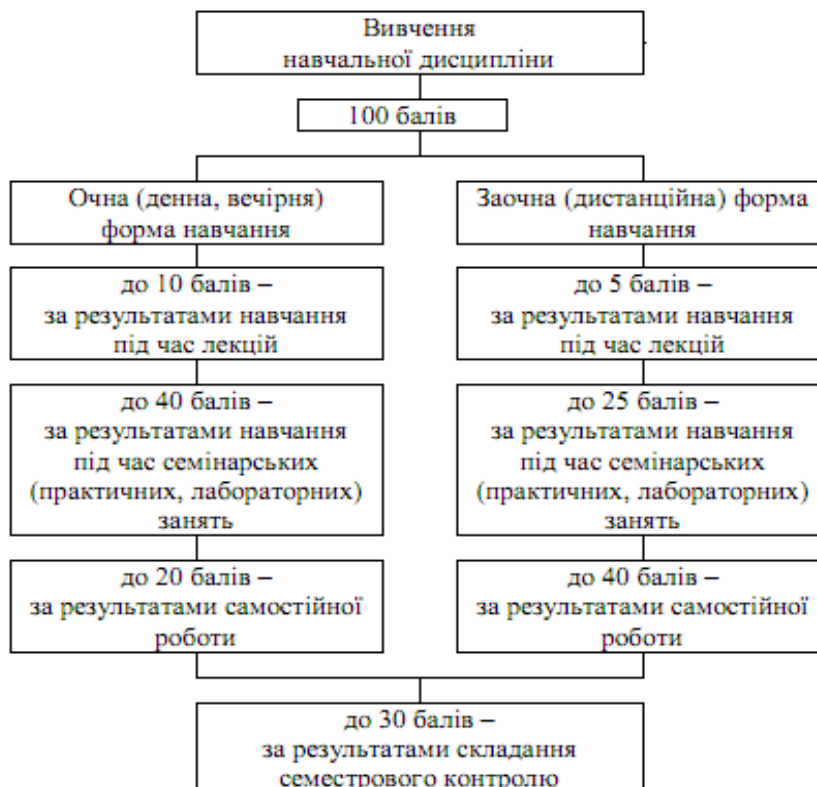 Вивчення
навчальної дисципліни
100 балів
Очна (денна, вечірня)
форма навчання
до 10 балів –
за результатами навчання
під час лекцій
до 40 балів –
за результатами навчання
під час семінарських
(практичних, лабораторних)
занять
до 20 балів –
за результатами самостійної
роботи
Заочна (дистанційна) форма
навчання
до 5 балів –
за результатами навчання
під час лекцій
до 25 балів –
за результатами навчання
під час семінарських
(практичних, лабораторних)
занять
до 40 балів –
за результатами самостійної
роботи
до 30 балів –
за результатами складання
семестрового контролю